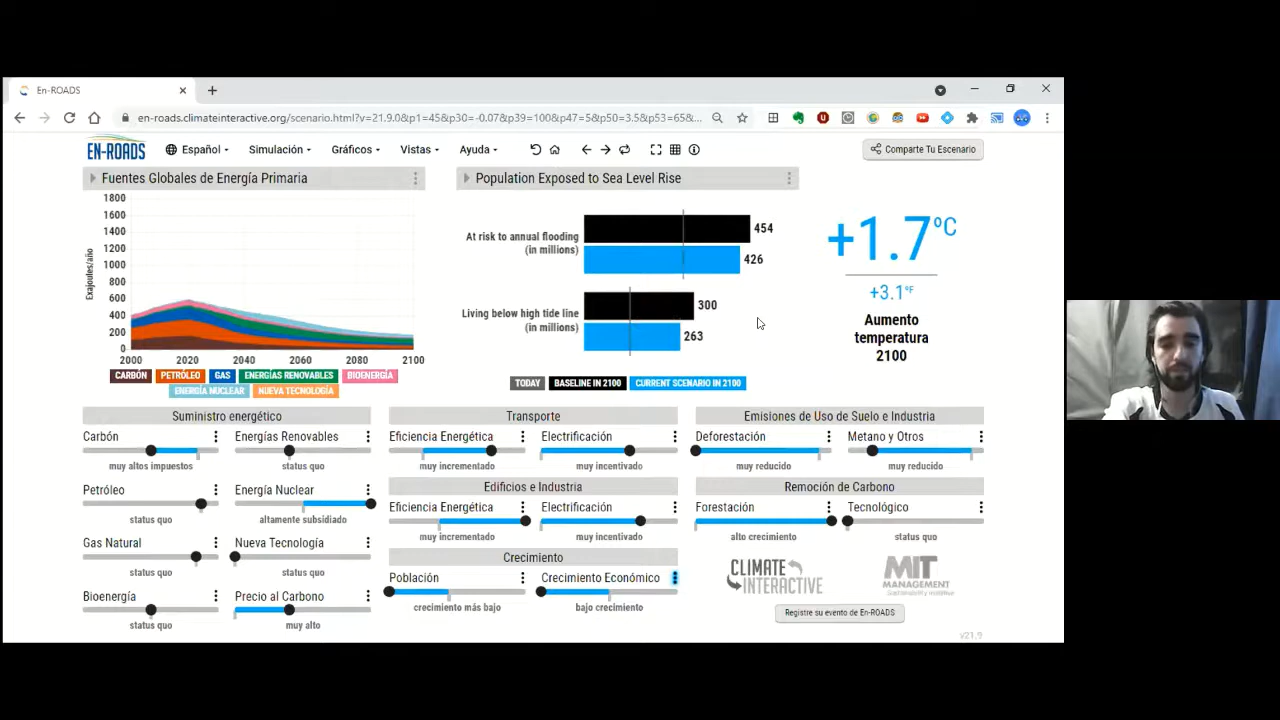 En-ROADS
en-roads.climateinteractive.org/scenario.html?v=21.9.0&p1=45&p30=-0.07&p39=100&p47=5&p50=3.5&p53=65...
EN-ROADS
Español
Simulación
Gráficos
Vistas
Ayuda
Comparte Tu Escenario
Fuentes Globales de Energía Primaria
Exajoules/año
1800
1600
1400
1200
1000
800
600
400
200
0
2000 2020 2040 2060 2080 2100
CARBÓN PETRÓLEO GAS ENERGÍAS RENOVABLES BIOENERGÍA
ENERGÍA NUCLEAR NUEVA TECNOLOGÍA
Population Exposed to Sea Level Rise
At risk to annual flooding
(in millions)
454
426
Living below high tide line
(in millions)
300
263
TODAY BASELINE IN 2100 CURRENT SCENARIO IN 2100
+1.7°C
+3.1°F
Aumento
temperatura
2100
Suministro energético
Carbón
muy altos impuestos
Energías Renovables
status quo
Petróleo
status quo
Energía Nuclear
altamente subsidiado
Gas Natural
status quo
Nueva Tecnología
status quo
Bioenergía
status quo
Precio al Carbono
muy alto
Transporte
Eficiencia Energética
muy incrementado
Electrificación
muy incentivado
Edificios e Industria
Eficiencia Energética
muy incrementado
Electrificación
muy incentivado
Crecimiento
Población
crecimiento más bajo
Crecimiento Económico
bajo crecimiento
Emisiones de Uso de Suelo e Industria
Deforestación
muy reducido
Metano y Otros
muy reducido
Remoción de Carbono
Forestación
alto crecimiento
Tecnológico
status quo
CLIMATE
INTERACTIVE
MIT
MANAGEMENT
Registre su evento de En-ROADS
v21.9